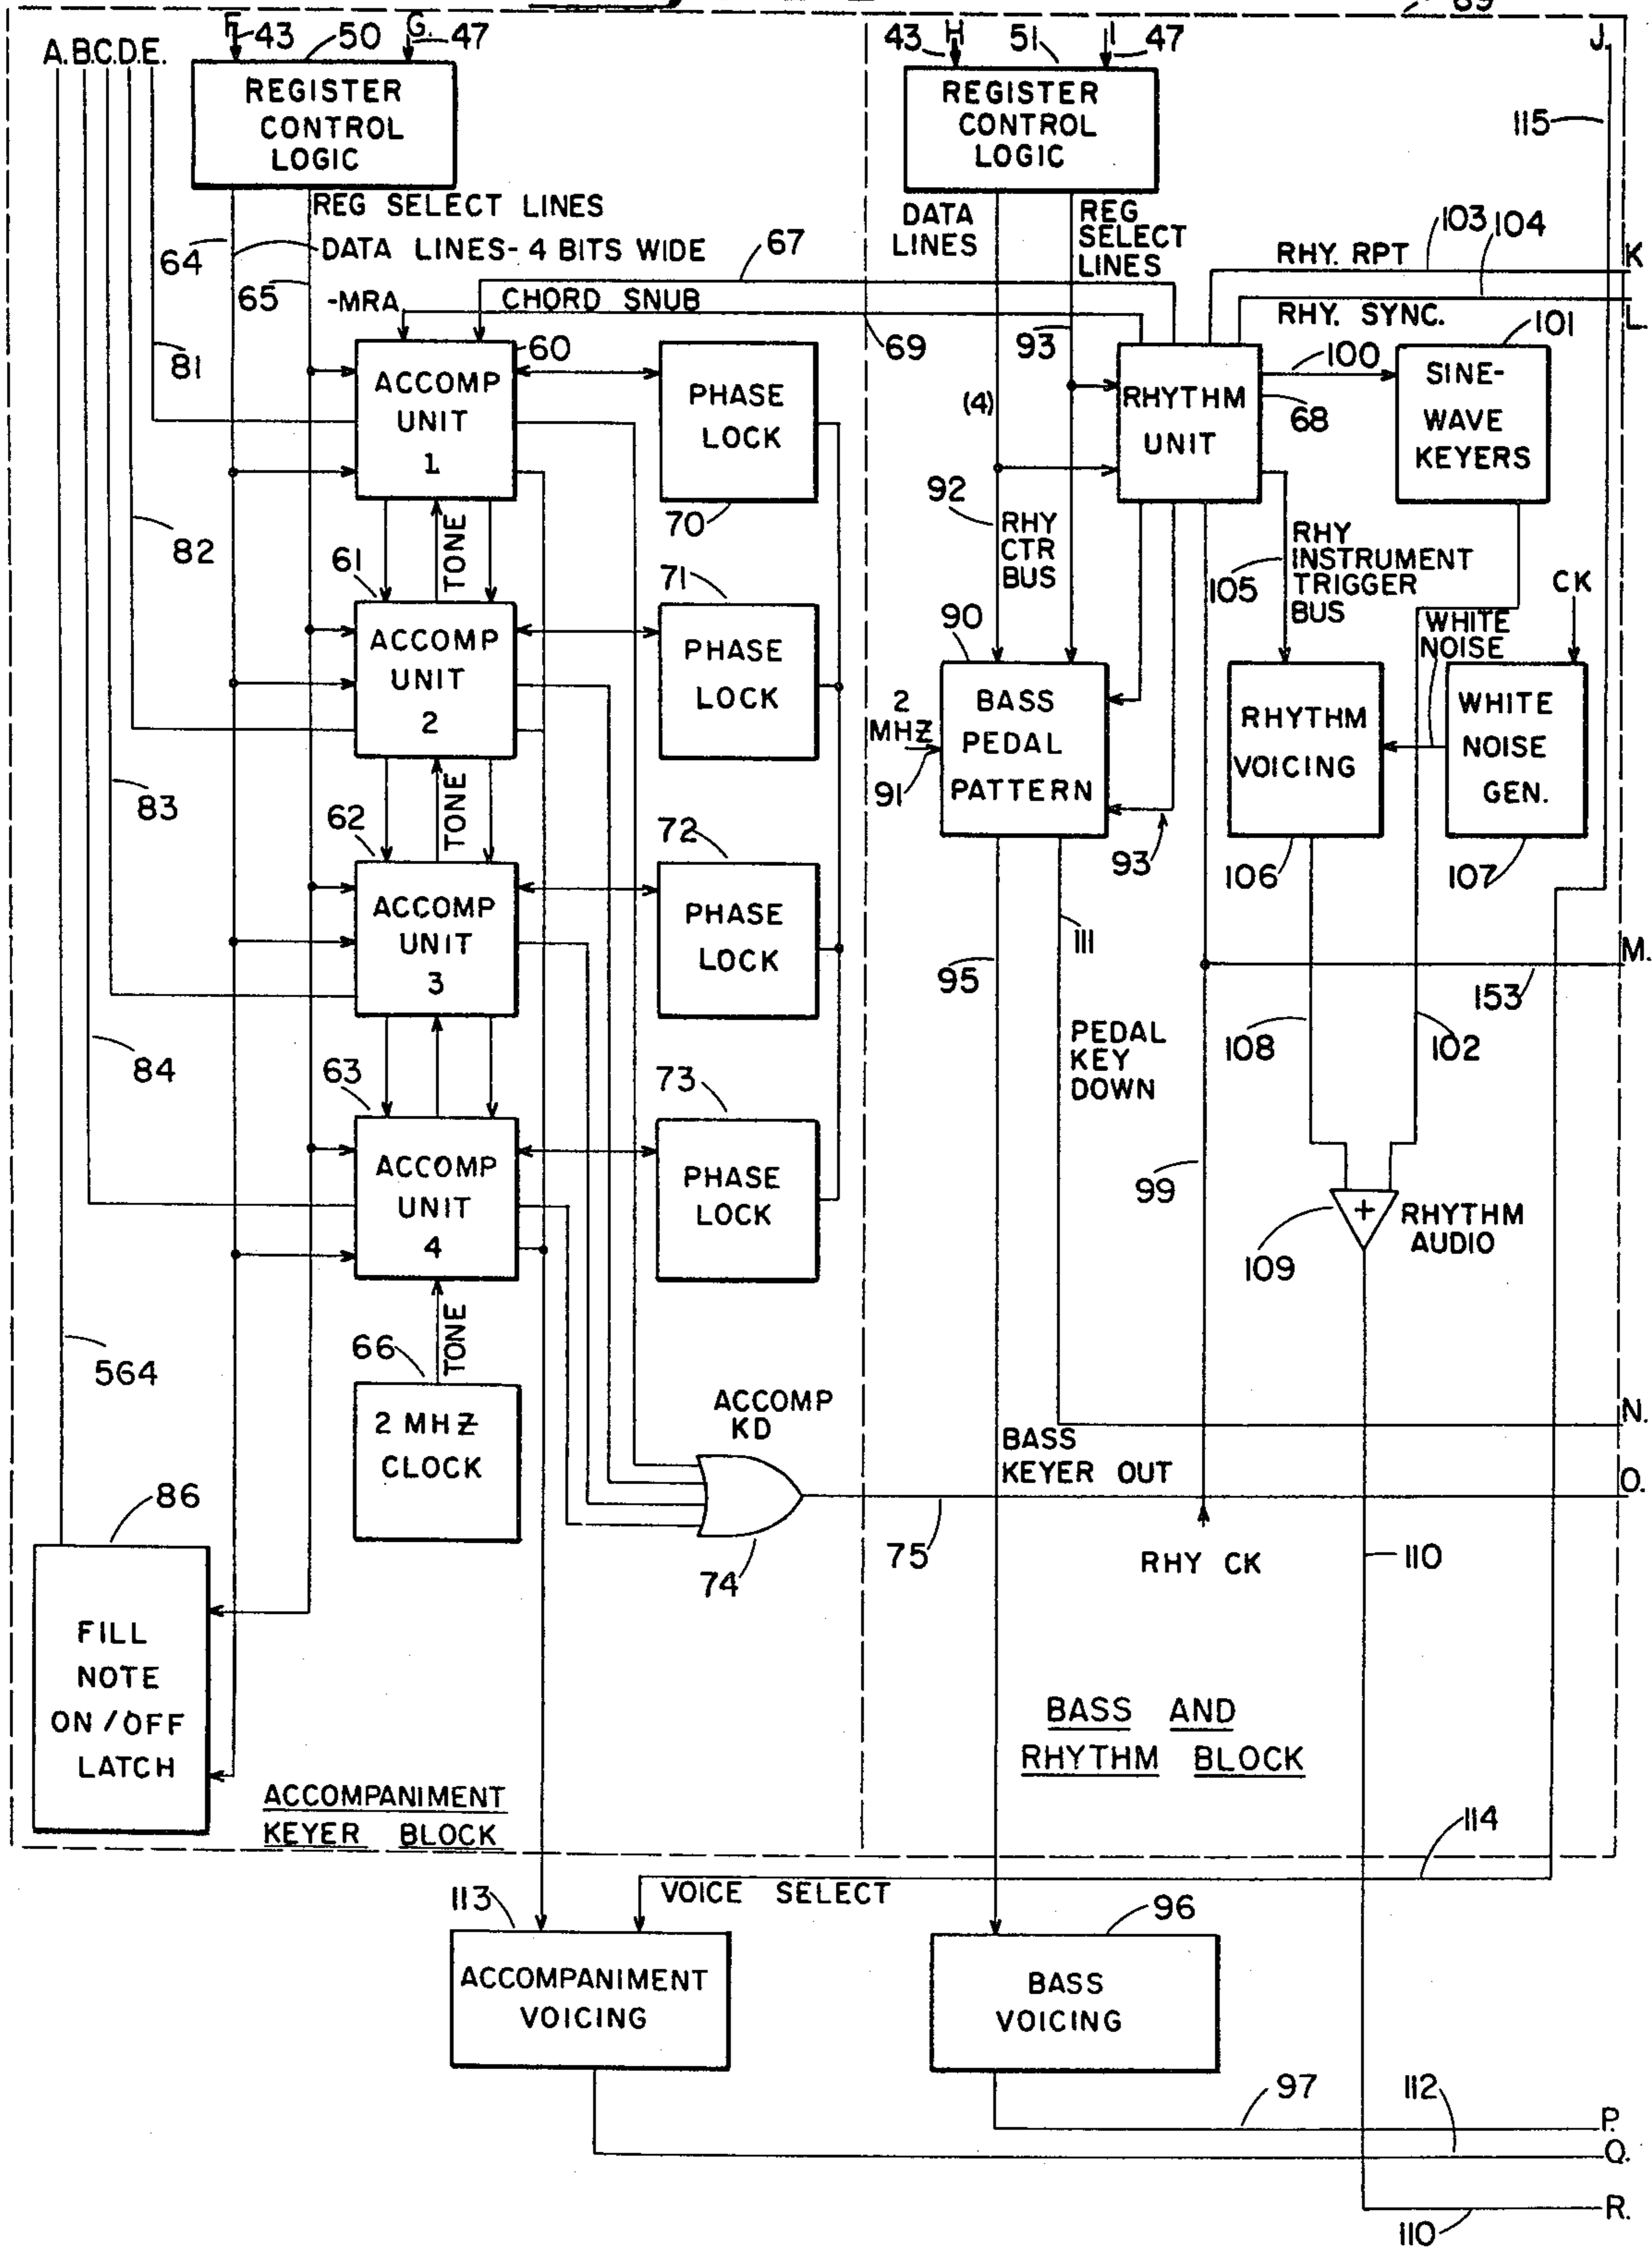 89
A. B. C. D. E.
F
43
50
G.
47
43
H
51
I
47
J.
REGISTER
CONTROL
LOGIC
REGISTER
CONTROL
LOGIC
115
REG SELECT LINES
DATA LINES- 4 BITS WIDE
64
65
67
DATA
LINES
REG
SELECT
LINES
103
104
RHY. RPT
K
-MRA
CHORD SNUB
RHY. SYNC.
L.
69
93
101
60
81
ACCOMP
UNIT
1
PHASE
LOCK
70
(4)
RHYTHM
UNIT
100
68
SINE-
WAVE
KEYERS
82
61
TONE
71
92
RHY
CTR
BUS
105
RHY
INSTRUMENT
TRIGGER
BUS
CK
WHITE
NOISE
90
ACCOMP
UNIT
2
PHASE
LOCK
2
MHZ
91
BASS
PEDAL
PATTERN
RHYTHM
VOICING
WHITE
NOISE
GEN.
83
62
TONE
72
93
106
107
ACCOMP
UNIT
3
PHASE
LOCK
95
111
M.
153
84
63
73
PEDAL
KEY
DOWN
108
102
ACCOMP
UNIT
4
PHASE
LOCK
99
+
109
RHYTHM
AUDIO
564
66
TONE
2 MHZ
CLOCK
ACCOMP
KD
N.
BASS
KEYER OUT
O.
86
74
75
RHY CK
110
FILL
NOTE
ON/OFF
LATCH
BASS AND
RHYTHM BLOCK
ACCOMPANIMENT
KEYER BLOCK
114
113
VOICE SELECT
96
ACCOMPANIMENT
VOICING
BASS
VOICING
97
112
P.
Q.
R.
110